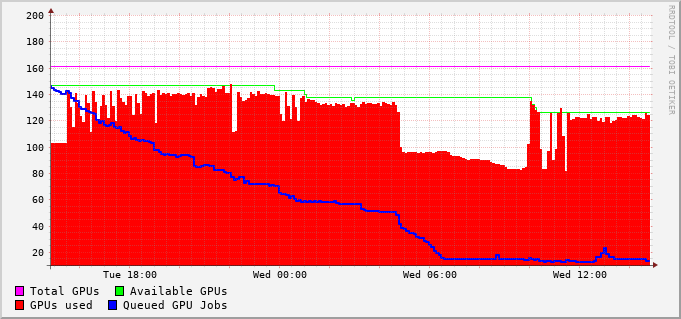 200
180
160
140
120
100
80
60
40
20
Tue 18:00 Wed 00:00 Wed 06:00 Wed 12:00
Total GPUs Available GPUs
GPUs used Queued GPU Jobs
RRDTOOL / TOBI OETIKER